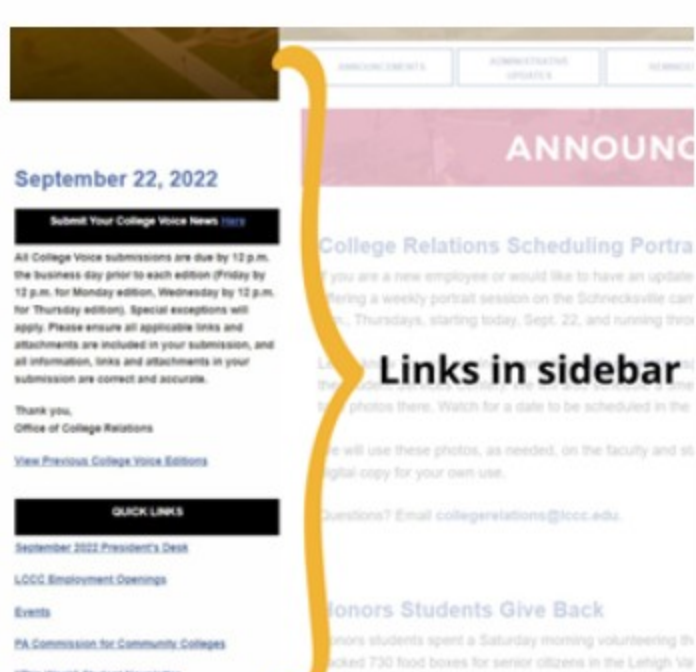 ANNOUNCEMENTS
ADMINISTRATIVE
UPDATES
ANNOUNC
September 22, 2022
Submit Your College Voice News Here
All College Voice submissions are due by 12 p.m.
the business day prior to each edition (Friday by
12 p.m. for Monday edition, Wednesday by 12 p.m.
for Thursday edition). Special exceptions will
apply. Please ensure all applicable links and
attachments are included in your submission, and
all information, links and attachments in your
submission are correct and accurate.
Thank you,
Office of College Relations
View Previous College Voice Editions
QUICK LINKS
September 2022 President's Desk
LCCC Employment Openings
Events
PA Commission for Community Colleges
Links in sidebar
College Relations Scheduling Portra
f you are a new employee or would like to have an update
ffering a weekly portrait session on the Schnecksville cam
Thursdays, starting today, Sept. 22, and running thro
photos there. Watch for a date to be scheduled in the
e will use these photos, as needed, on the faculty and st
igital copy for your own use.
Questions? Email collegerelations@lccc.edu.
Honors Students Give Back
onors students spent a Saturday morning volunteering th
acked 730 food boxes for senior citizens in the Lehigh Va